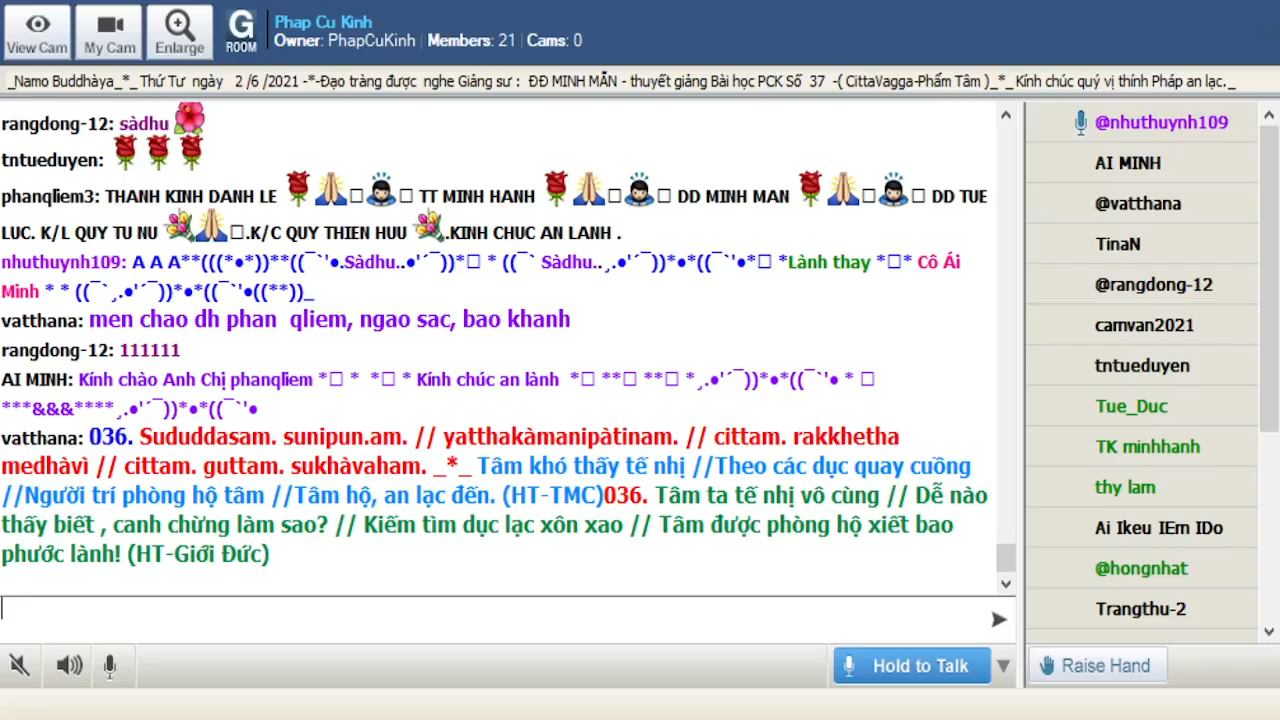 View Cam
My Cam
Enlarge
G
ROOM
Phap Cu Kinh
Owner: PhapCuKinh | Members: 21 | Cams: 0
_Namo Buddhàya_*_ Thứ Tư ngày 2 /6 /2021 -*-Đạo tràng được nghe Giảng sư : ĐĐ MINH MẪN - thuyết giảng Bài học PCK Số 37 -( CittaVagga-Phẩm Tâm )_*_Kính chúc quý vị thính Pháp an lạc._
rangdong-12: sàdhu 🌺
tntueduyen: 🌹🌹🌹
phanqliem3: THANH KINH DANH LE 🌹🙏□🙇□ TT MINH HANH 🌹🙏□🙇□ DD MINH MAN 🌹🙏□🙇□ DD TUE
LUC. K/L QUY TU NU 💐🙏□.K/C QUY THIEN HUU 💐.KINH CHUC AN LANH .
nhuthuynh109: A A A**(((*•*))**((¯`'•.Sàdhu..•'´¯))*□ * ((¯` Sàdhu..¸.•'´¯))*•*((¯`'•*□ *Lành thay *□* Cô Ái
Minh * * ((¯`¸.•'´¯))*•*((¯`'•((**))_
vatthana: men chao dh phan qliem, ngao sac, bao khanh
rangdong-12: 111111
AI MINH: Kính chào Anh Chị phanqliem *□ * *□ * Kính chúc an lành *□ **□ **□ *¸.•'´¯))*•*((¯`'• * □
***&&&****¸.•'´¯))*•*((¯`'•
vatthana: 036. Sududdasam. sunipun.am. // yatthakàmanipàtinam. // cittam. rakkhetha
medhàvì // cittam. guttam. sukhàvaham. _*_ Tâm khó thấy tế nhị //Theo các dục quay cuồng
//Người trí phòng hộ tâm //Tâm hộ, an lạc đến. (HT-TMC)036. Tâm ta tế nhị vô cùng // Dễ nào
thấy biết , canh chừng làm sao? // Kiếm tìm dục lạc xôn xao // Tâm được phòng hộ xiết bao
phước lành! (HT-Giới Đức)
@nhuthuynh109
AI MINH
@vatthana
TinaN
@rangdong-12
camvan2021
tntueduyen
Tue_Duc
TK minhhanh
thy lam
Ai Ikeu IEm IDo
@hongnhat
Trangthu-2
Hold to Talk
Raise Hand